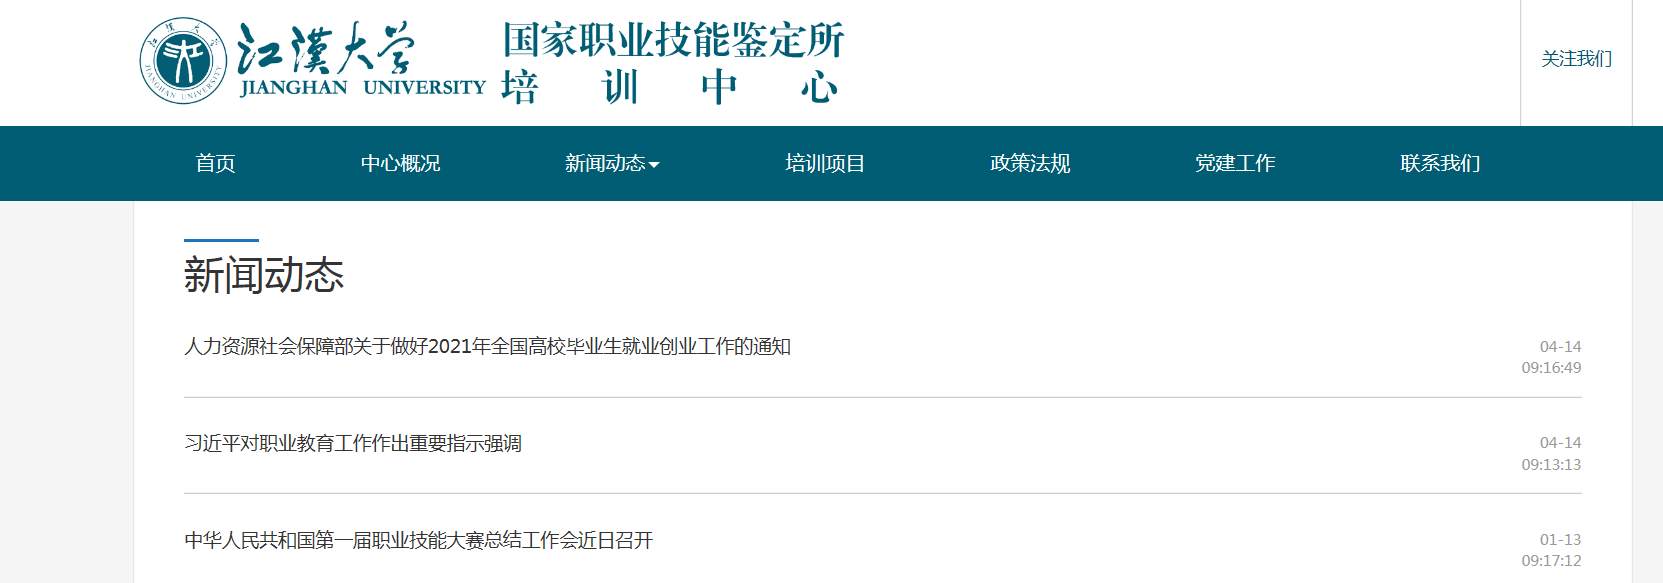 江漢大学
JIANGHAN UNIVERSITY
国家职业技能鉴定所
培训中心
关注我们
首页 中心概况 新闻动态 培训项目 政策法规 党建工作 联系我们
新闻动态
人力资源社会保障部关于做好2021年全国高校毕业生就业创业工作的通知
04-14
09:16:49
习近平对职业教育工作作出重要指示强调
04-14
09:13:13
中华人民共和国第一届职业技能大赛总结工作会近日召开
01-13
09:17:12